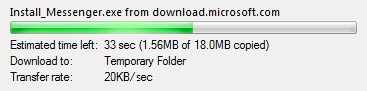 Install_Messenger.exe from download.microsoft.com
Estimated time left: 33 sec (1.56MB of 18.0MB copied)
Download to: Temporary Folder
Transfer rate: 20KB/sec